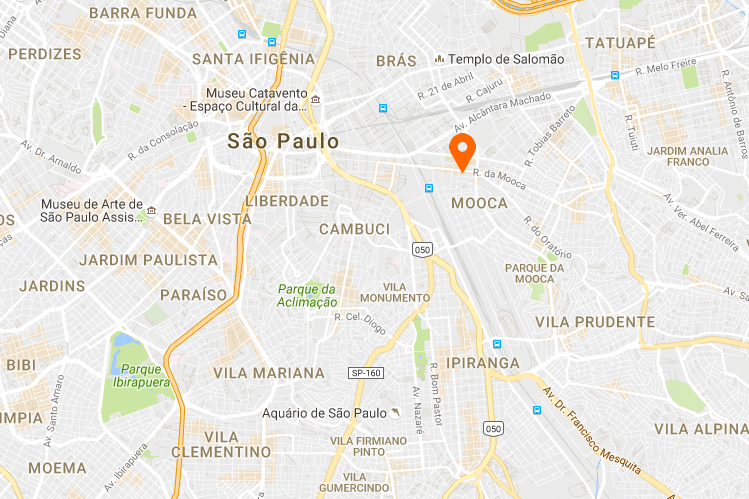 BARRA FUNDA
Diana
PERDIZES
SANTA IFIGÊNIA
BRÁS
Templo de Salomão
TATUAPÉ
R. Melo Freire
R. 21 de Abril
R. Cajuru
Av. Alcântara Machado
R. Antônio de Barros
Museu Catavento
- Espaço Cultural da...
R. da Consolação
São Paulo
R. Tobias Barreto
R. Tuiuti
JARDIM ANALIA
FRANCO
Av. Dr. Arnaldo
R. da Mooca
LIBERDADE
MOOCA
Museu de Arte de
São Paulo Assis...
BELA VISTA
CAMBUCI
R. do Oratório
Av. Ver. Abel Ferreira
OS
JARDIM PAULISTA
050
PARQUE DA
MOOCA
JARDINS
PARAÍSO
Parque da
Aclimação
VILA
MONUMENTO
Av. Sa
R. Cel. Diogo
VILA PRUDENTE
BIBI
Parque
Ibirapuera
VILA MARIANA
SP-160
IPIRANGA
Av. Santo Amaro
Av. Nazaré
R. Bom Pastor
IMPIA
Aquário de São Paulo
Av. Dr. Francisco Mesquita
VILA ALPINA
VILA
CLEMENTINO
VILA FIRMIANO
PINTO
050
MOEMA
Av. Ibirapuera
VILA
GUMERCINDO